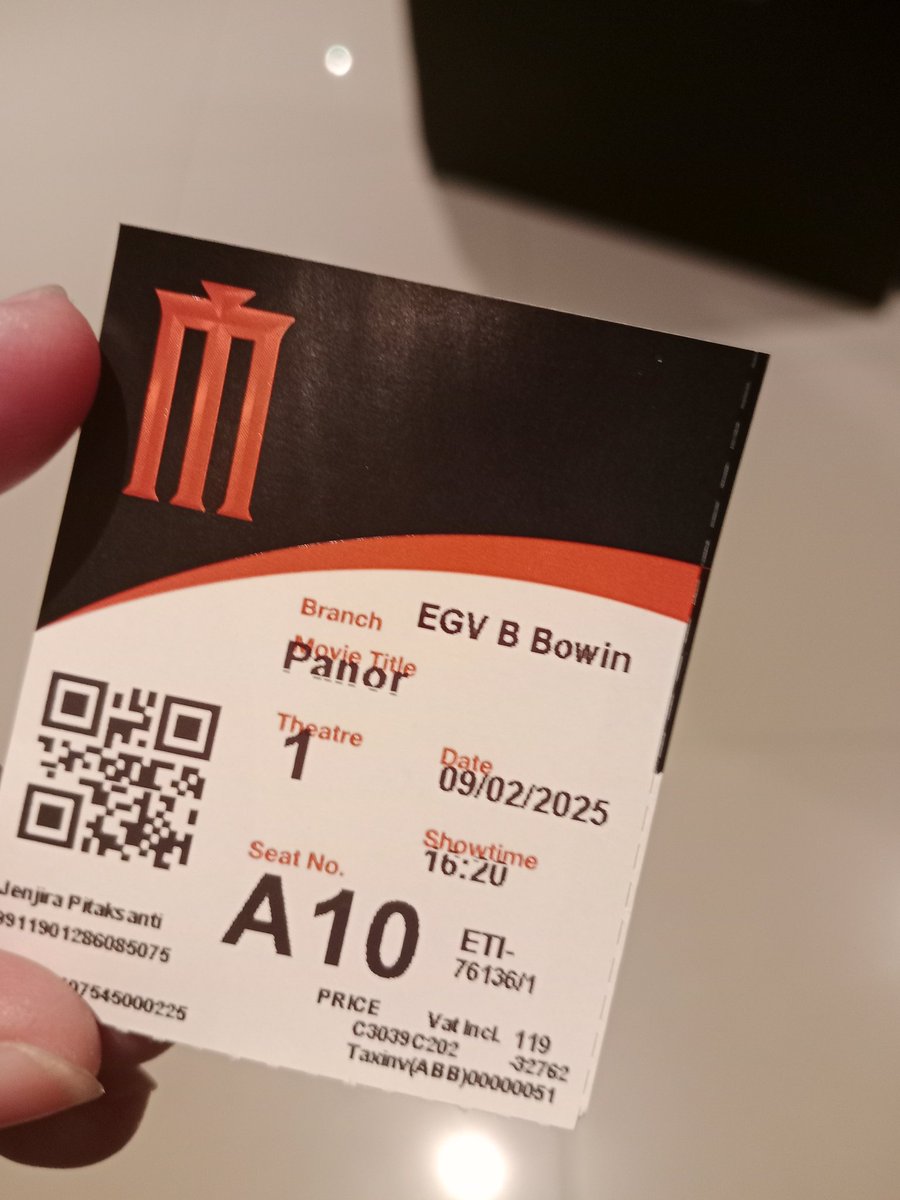 Branch EGV B Bowin
Movie Title
Panor
Theatre
1
Date
09/02/2025
Showtime
16:20
Seat No.
A10
ETI-
76136/1
Jenjira Pitaksanti
9911901286085075
07545000225
PRICE Vat Incl. 119
C3039C202 -32762
Taxinv(ABB)00000051